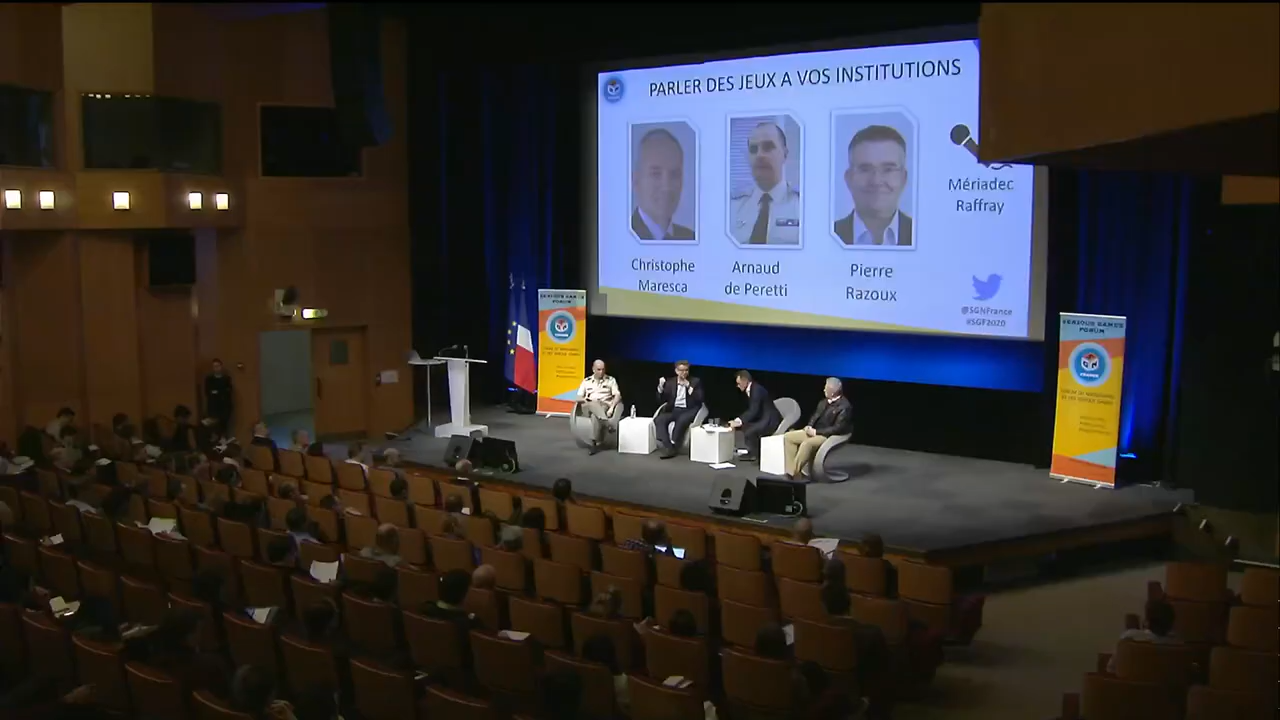 PARLER DES JEUX A VOS INSTITUTIONS
Christophe
Maresca
Arnaud
de Peretti
Pierre
Razoux
Mériadec
Raffray
@SGNFrance
#SGF2020
SERIOUS GAMES
FORUM
SERIOUS GAMES
FORUM